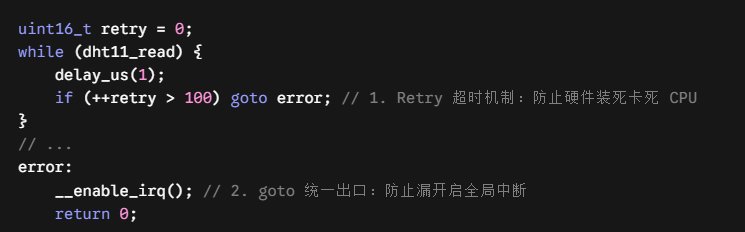 uint16_t retry = 0;
while (dht11_read) {
    delay_us(1);
    if (++retry > 100) goto error; // 1. Retry 超时机制：防止硬件装死卡死 CPU
}
// ...
error:
    __enable_irq(); // 2. goto 统一出口：防止漏开启全局中断
    return 0;